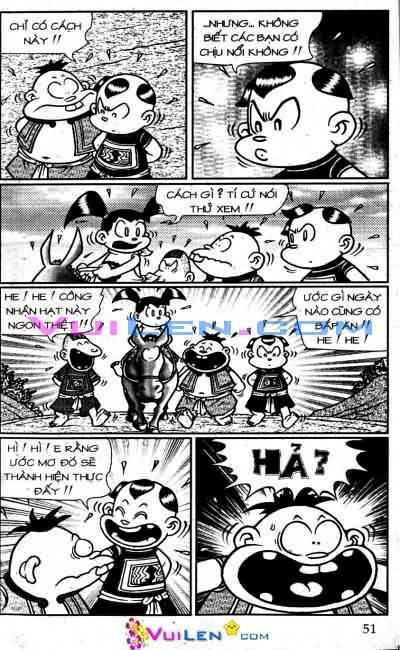 CHỈ CÓ CÁCH
NÀY !!
..NHƯNG... KHÔNG
BIẾT CÁC BẠN CÓ
CHỊU NỔI KHÔNG !!
CÁCH GÌ ? TÍ CỨ NÓI
THỬ XEM !!
HE ! HE ! CÔNG
NHẬN HẠT NÀY
NGON THIỆT ! !
ƯỚC GÌ NGÀY
NÀO CŨNG CÓ
BẮP ĂN !!
HE ! HE !
VUILEN.COM
HÌ ! HÌ ! E RẰNG
ƯỚC MƠ ĐÓ SẼ
THÀNH HIỆN THỰC
ĐẤY !!
HẢ ?
51
VUILEN.COM